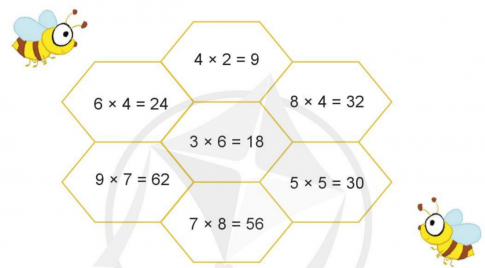 4 × 2 = 9
6 × 4 = 24
8 × 4 = 32
3 × 6 = 18
9 × 7 = 62
5 × 5 = 30
7 × 8 = 56